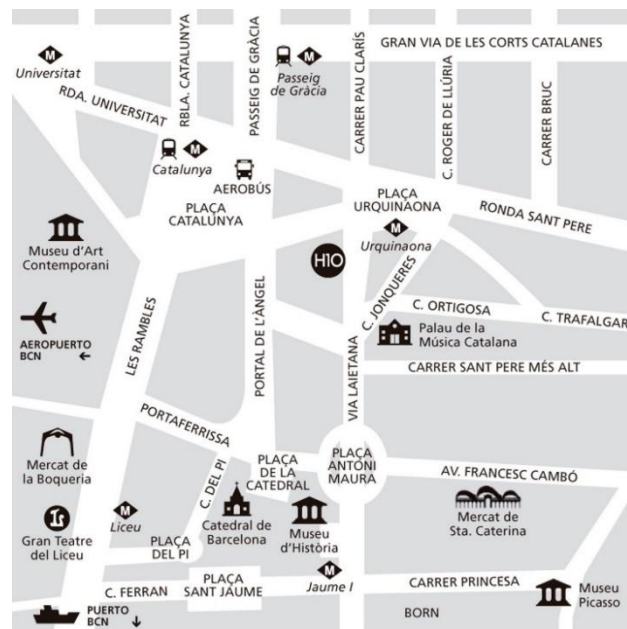 GRAN VIA DE LES CORTS CATALANES
M
Universitat
RBLA. CATALUNYA
PASSEIG DE GRÀCIA
M
Passeig
de Gràcia
CARRER PAU CLARÍS
C. ROGER DE LLÚRIA
CARRER BRUC
RDA. UNIVERSITAT
M
Catalunya
AEROBÚS
PLAÇA
CATALUNYA
PLAÇA
URQUINAONA
RONDA SANT PERE
M
Urquinaona
Museu d'Art
Contemporani
H10
C. JONQUERES
C. ORTIGOSA
C. TRAFALGAR
AEROPUERTO
BCN ←
LES RAMBLES
PORTAL DE L'ÀNGEL
VIA LAIETANA
Palau de la
Música Catalana
CARRER SANT PERE MÉS ALT
PORTAFERRISSA
Mercat de
la Boqueria
C. DEL PI
PLAÇA
DE LA
CATEDRAL
PLAÇA
ANTONI
MAURA
AV. FRANCESC CAMBÓ
Gran Teatre
del Liceu
M
Liceu
PLAÇA
DEL PI
Catedral de
Barcelona
Museu
d'Història
Mercat de
Sta. Caterina
C. FERRAN
PLAÇA
SANT JAUME
M
Jaume I
CARRER PRINCESA
Museu
Picasso
PUERTO
BCN ↓
BORN